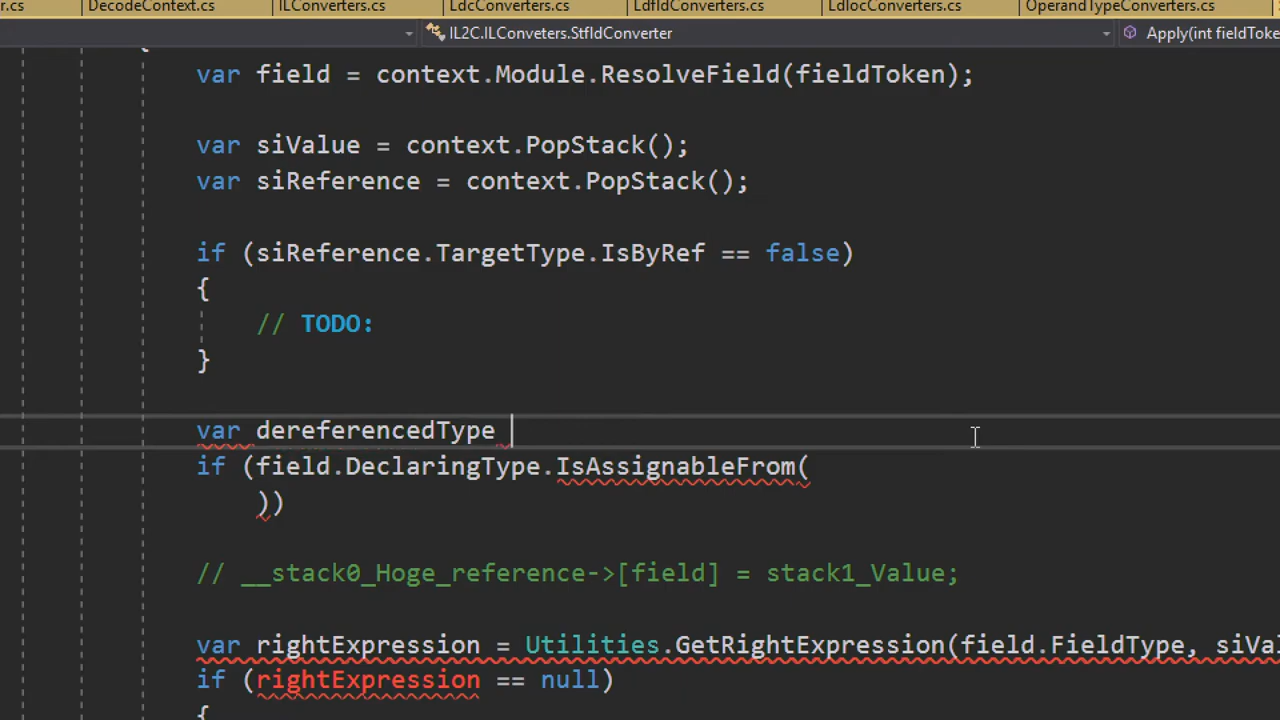 r.cs DecodeContext.cs ILConverters.cs LdcConverters.cs LdfldConverters.cs LdlocConverters.cs OperandTypeConverters.cs
IL2C.ILConveters.StfldConverter Apply(int fieldToke
{
var field = context.Module.ResolveField(fieldToken);
var siValue = context.PopStack();
var siReference = context.PopStack();
if (siReference.TargetType.IsByRef == false)
{
// TODO:
}
var dereferencedType
if (field.DeclaringType.IsAssignableFrom(
))
// __stack0_Hoge_reference->[field] = stack1_Value;
var rightExpression = Utilities.GetRightExpression(field.FieldType, siVal
if (rightExpression == null)
{